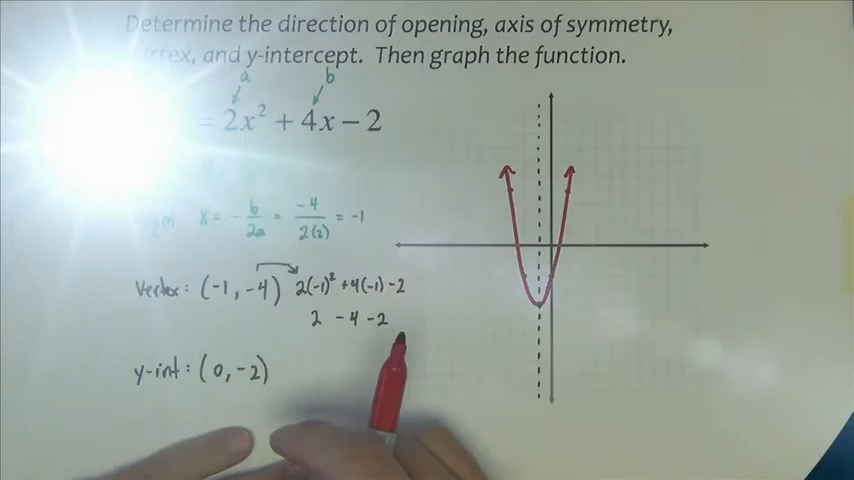 Determine the direction of opening, axis of symmetry,
and y-intercept. Then graph the function.
a b
= 2x² + 4x − 2
x = - b/2a = -4/2(2) = -1
Vertex: (-1, -4) 2(-1)² +4(-1) -2
2 -4 -2
y-int: (0, -2)